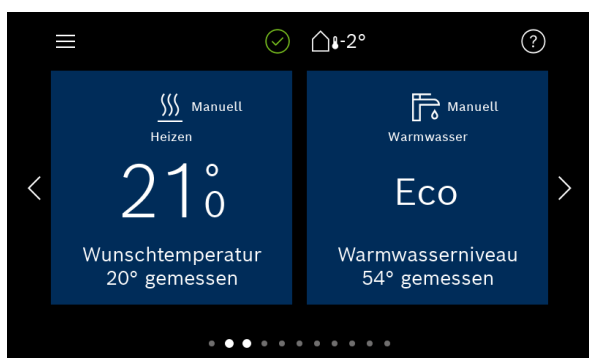 -2°
?
Manuell
Heizen
21°0
Wunschtemperatur
20° gemessen
Manuell
Warmwasser
Eco
Warmwasserniveau
54° gemessen